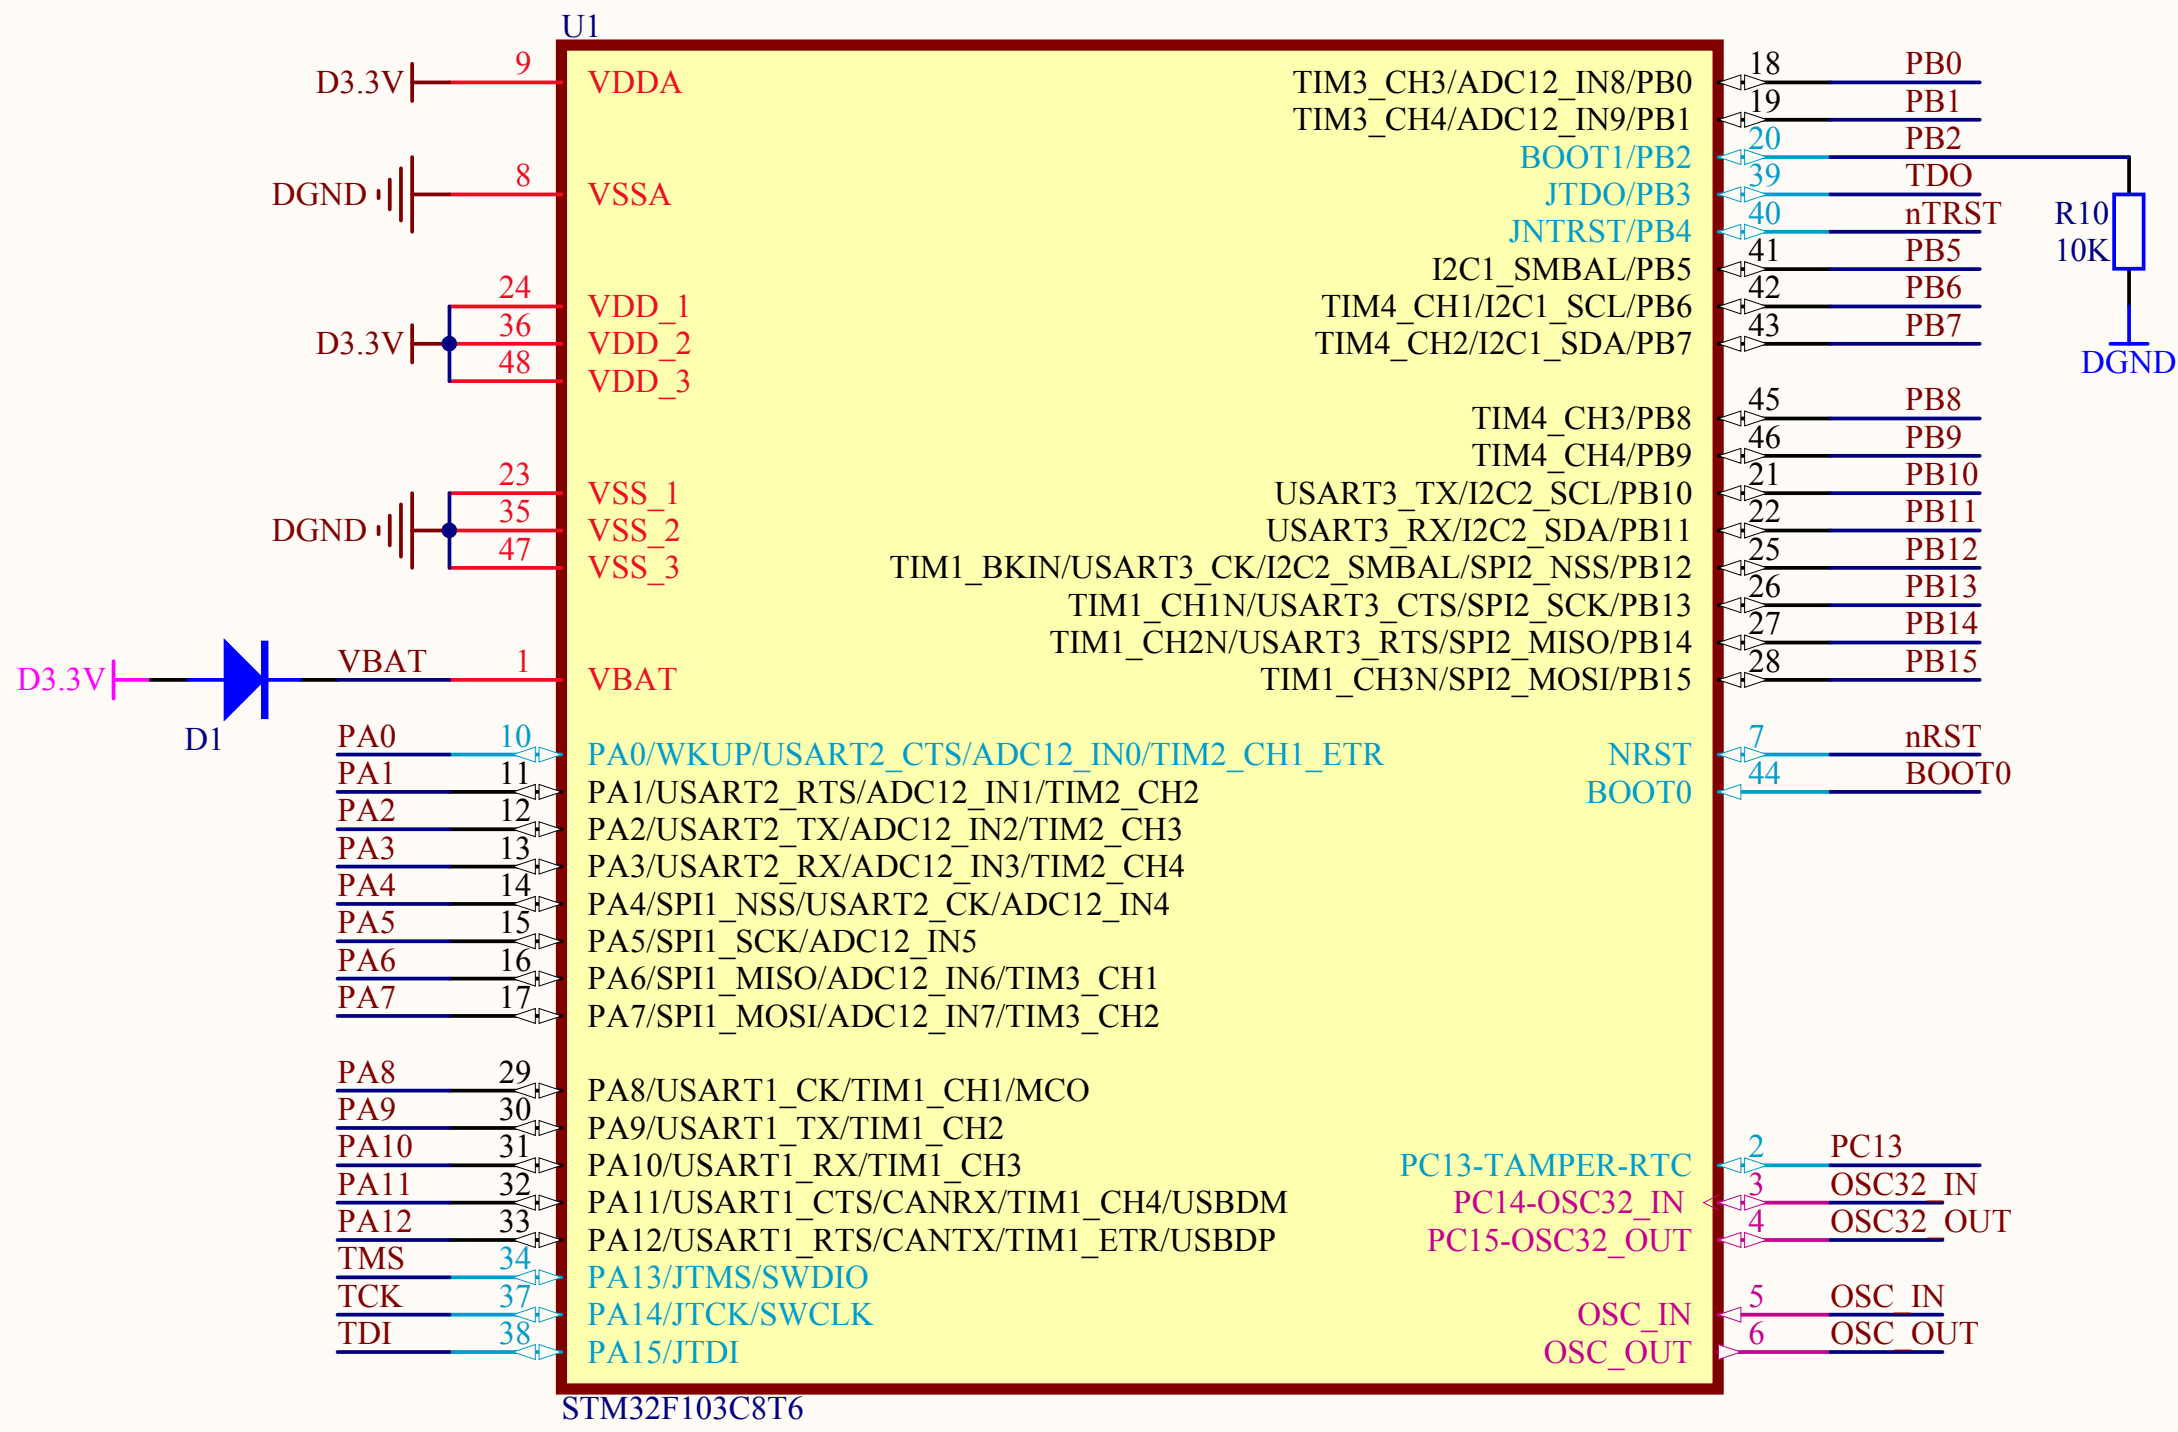 U1
9
D3.3V
VDDA
8
DGND
VSSA
24
VDD_1
36
D3.3V
VDD_2
48
VDD_3
23
VSS_1
35
DGND
VSS_2
47
VSS_3
D3.3V
D1
VBAT
1
VBAT
PA0 10 PA0/WKUP/USART2_CTS/ADC12_IN0/TIM2_CH1_ETR
PA1 11 PA1/USART2_RTS/ADC12_IN1/TIM2_CH2
PA2 12 PA2/USART2_TX/ADC12_IN2/TIM2_CH3
PA3 13 PA3/USART2_RX/ADC12_IN3/TIM2_CH4
PA4 14 PA4/SPI1_NSS/USART2_CK/ADC12_IN4
PA5 15 PA5/SPI1_SCK/ADC12_IN5
PA6 16 PA6/SPI1_MISO/ADC12_IN6/TIM3_CH1
PA7 17 PA7/SPI1_MOSI/ADC12_IN7/TIM3_CH2
PA8 29 PA8/USART1_CK/TIM1_CH1/MCO
PA9 30 PA9/USART1_TX/TIM1_CH2
PA10 31 PA10/USART1_RX/TIM1_CH3
PA11 32 PA11/USART1_CTS/CANRX/TIM1_CH4/USBDM
PA12 33 PA12/USART1_RTS/CANTX/TIM1_ETR/USBDP
TMS 34 PA13/JTMS/SWDIO
TCK 37 PA14/JTCK/SWCLK
TDI 38 PA15/JTDI
TIM3_CH3/ADC12_IN8/PB0 18 PB0
TIM3_CH4/ADC12_IN9/PB1 19 PB1
BOOT1/PB2 20 PB2
JTDO/PB3 39 TDO
JNTRST/PB4 40 nTRST
I2C1_SMBAL/PB5 41 PB5
TIM4_CH1/I2C1_SCL/PB6 42 PB6
TIM4_CH2/I2C1_SDA/PB7 43 PB7
R10
10K
DGND
TIM4_CH3/PB8 45 PB8
TIM4_CH4/PB9 46 PB9
USART3_TX/I2C2_SCL/PB10 21 PB10
USART3_RX/I2C2_SDA/PB11 22 PB11
TIM1_BKIN/USART3_CK/I2C2_SMBAL/SPI2_NSS/PB12 25 PB12
TIM1_CH1N/USART3_CTS/SPI2_SCK/PB13 26 PB13
TIM1_CH2N/USART3_RTS/SPI2_MISO/PB14 27 PB14
TIM1_CH3N/SPI2_MOSI/PB15 28 PB15
NRST 7 nRST
BOOT0 44 BOOT0
PC13-TAMPER-RTC 2 PC13
PC14-OSC32_IN 3 OSC32_IN
PC15-OSC32_OUT 4 OSC32_OUT
OSC_IN 5 OSC_IN
OSC_OUT 6 OSC_OUT
STM32F103C8T6